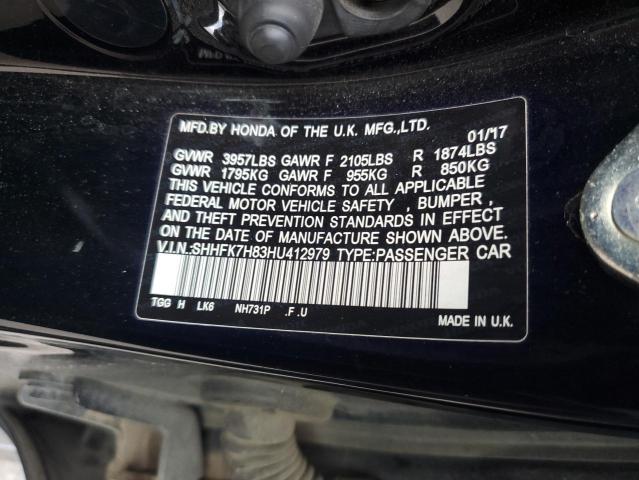 MFD.BY HONDA OF THE U.K. MFG.,LTD. 01/17
GVWR 3957LBS GAWR F 2105LBS R 1874LBS
GVWR 1795KG GAWR F 955KG R 850KG
THIS VEHICLE CONFORMS TO ALL APPLICABLE
FEDERAL MOTOR VEHICLE SAFETY , BUMPER ,
AND THEFT PREVENTION STANDARDS IN EFFECT
ON THE DATE OF MANUFACTURE SHOWN ABOVE.
V.I.N.:SHHFK7H83HU412979 TYPE:PASSENGER CAR
TGG H LK6 NH731P .F.U
MADE IN U.K.